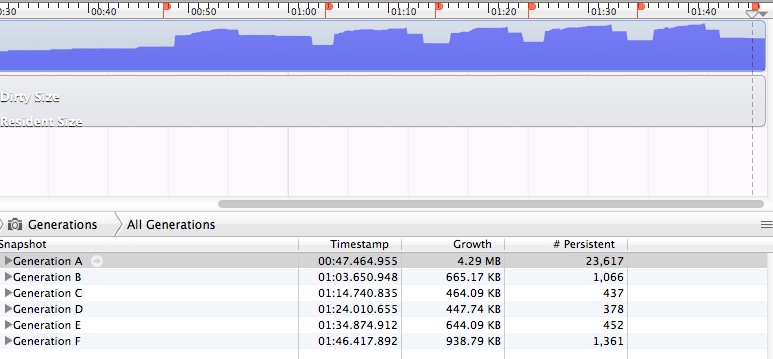 0:30 00:40 00:50 01:00 01:10 01:20 01:30 01:40
Dirty Size
Resident Size
Generations All Generations
Snapshot Timestamp Growth # Persistent
Generation A 00:47.464.955 4.29 MB 23,617
Generation B 01:03.650.948 665.17 KB 1,066
Generation C 01:14.740.835 464.09 KB 437
Generation D 01:24.010.655 447.74 KB 378
Generation E 01:34.874.912 644.09 KB 452
Generation F 01:46.417.892 938.79 KB 1,361